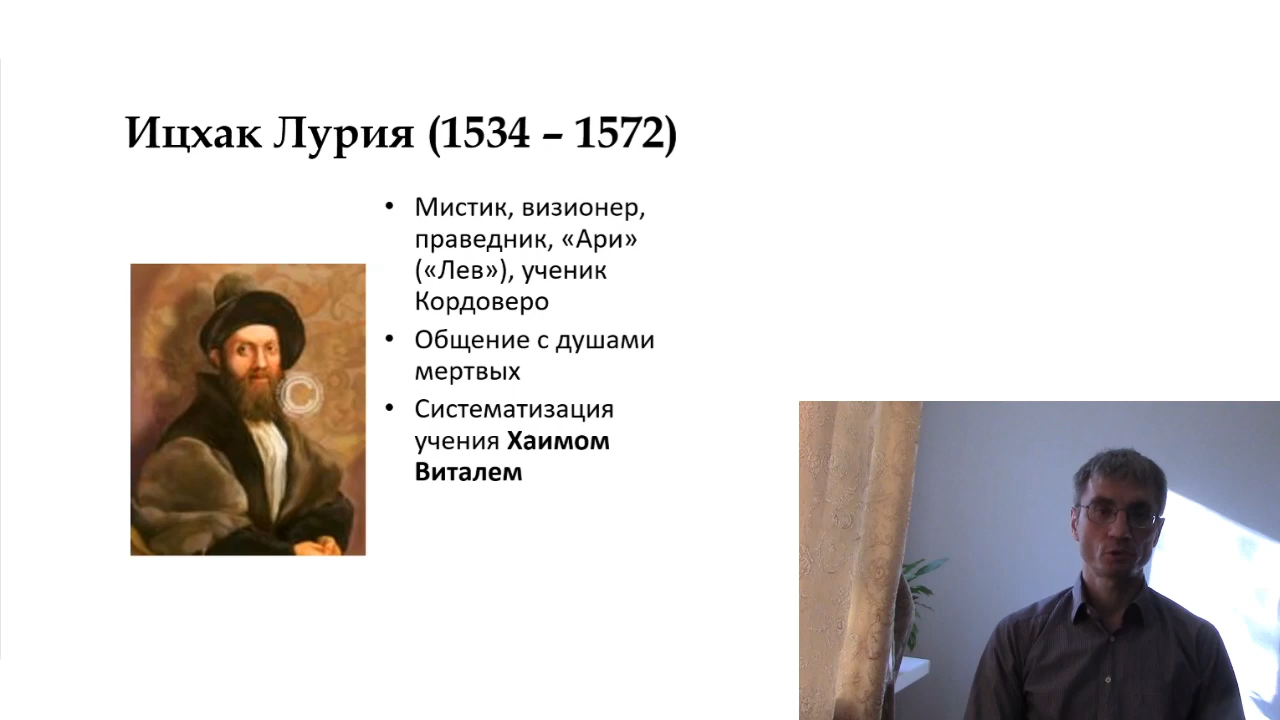 Ицхак Лурия (1534 – 1572)
• Мистик, визионер,
праведник, «Ари»
(«Лев»), ученик
Кордоверо
• Общение с душами
мертвых
• Систематизация
учения Хаимом
Виталем
C